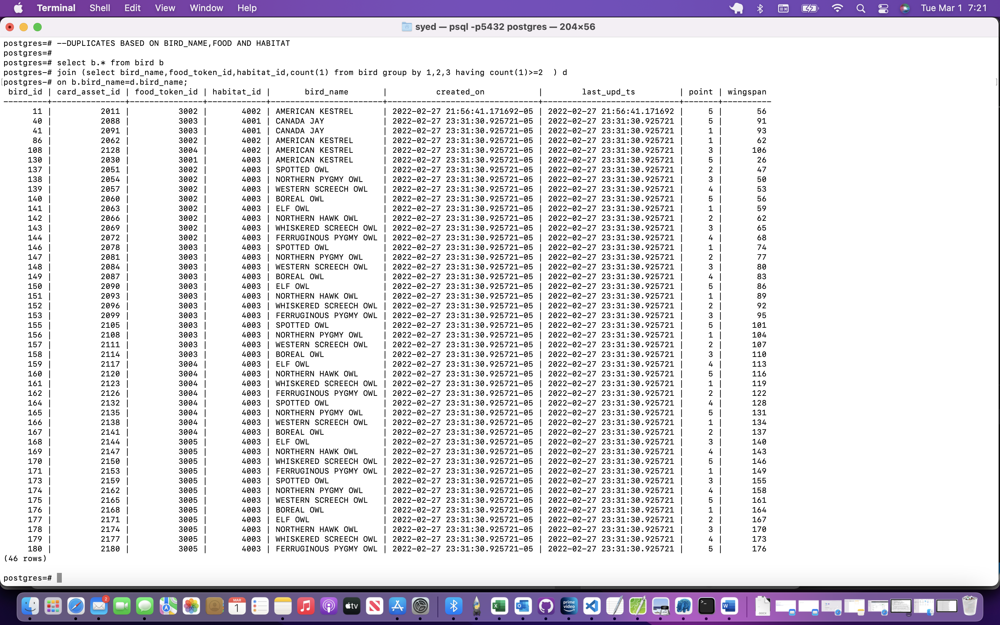 Terminal Shell Edit View Window Help Tue Mar 1 7:21
syed — psql -p5432 postgres — 204×56
postgres=# --DUPLICATES BASED ON BIRD_NAME,FOOD AND HABITAT
postgres=#
postgres=# select b.* from bird b
postgres-# join (select bird_name,food_token_id,habitat_id,count(1) from bird group by 1,2,3 having count(1)>=2  ) d
[postgres-# on b.bird_name=d.bird_name; ]
bird_id | card_asset_id | food_token_id | habitat_id | bird_name | created_on | last_upd_ts | point | wingspan
---------+---------------+---------------+------------+-----------------------+-------------------------------+----------------------------+-------+----------
11 | 2011 | 3002 | 4002 | AMERICAN KESTREL | 2022-02-27 21:56:41.171692-05 | 2022-02-27 21:56:41.171692 | 5 | 56
40 | 2088 | 3003 | 4001 | CANADA JAY | 2022-02-27 23:31:30.925721-05 | 2022-02-27 23:31:30.925721 | 5 | 91
41 | 2091 | 3003 | 4001 | CANADA JAY | 2022-02-27 23:31:30.925721-05 | 2022-02-27 23:31:30.925721 | 1 | 93
86 | 2062 | 3002 | 4002 | AMERICAN KESTREL | 2022-02-27 23:31:30.925721-05 | 2022-02-27 23:31:30.925721 | 1 | 62
108 | 2128 | 3004 | 4002 | AMERICAN KESTREL | 2022-02-27 23:31:30.925721-05 | 2022-02-27 23:31:30.925721 | 3 | 106
130 | 2030 | 3001 | 4003 | AMERICAN KESTREL | 2022-02-27 23:31:30.925721-05 | 2022-02-27 23:31:30.925721 | 5 | 26
137 | 2051 | 3002 | 4003 | SPOTTED OWL | 2022-02-27 23:31:30.925721-05 | 2022-02-27 23:31:30.925721 | 2 | 47
138 | 2054 | 3002 | 4003 | NORTHERN PYGMY OWL | 2022-02-27 23:31:30.925721-05 | 2022-02-27 23:31:30.925721 | 3 | 50
139 | 2057 | 3002 | 4003 | WESTERN SCREECH OWL | 2022-02-27 23:31:30.925721-05 | 2022-02-27 23:31:30.925721 | 4 | 53
140 | 2060 | 3002 | 4003 | BOREAL OWL | 2022-02-27 23:31:30.925721-05 | 2022-02-27 23:31:30.925721 | 5 | 56
141 | 2063 | 3002 | 4003 | ELF OWL | 2022-02-27 23:31:30.925721-05 | 2022-02-27 23:31:30.925721 | 1 | 59
142 | 2066 | 3002 | 4003 | NORTHERN HAWK OWL | 2022-02-27 23:31:30.925721-05 | 2022-02-27 23:31:30.925721 | 2 | 62
143 | 2069 | 3002 | 4003 | WHISKERED SCREECH OWL | 2022-02-27 23:31:30.925721-05 | 2022-02-27 23:31:30.925721 | 3 | 65
144 | 2072 | 3002 | 4003 | FERRUGINOUS PYGMY OWL | 2022-02-27 23:31:30.925721-05 | 2022-02-27 23:31:30.925721 | 4 | 68
146 | 2078 | 3003 | 4003 | SPOTTED OWL | 2022-02-27 23:31:30.925721-05 | 2022-02-27 23:31:30.925721 | 1 | 74
147 | 2081 | 3003 | 4003 | NORTHERN PYGMY OWL | 2022-02-27 23:31:30.925721-05 | 2022-02-27 23:31:30.925721 | 2 | 77
148 | 2084 | 3003 | 4003 | WESTERN SCREECH OWL | 2022-02-27 23:31:30.925721-05 | 2022-02-27 23:31:30.925721 | 3 | 80
149 | 2087 | 3003 | 4003 | BOREAL OWL | 2022-02-27 23:31:30.925721-05 | 2022-02-27 23:31:30.925721 | 4 | 83
150 | 2090 | 3003 | 4003 | ELF OWL | 2022-02-27 23:31:30.925721-05 | 2022-02-27 23:31:30.925721 | 5 | 86
151 | 2093 | 3003 | 4003 | NORTHERN HAWK OWL | 2022-02-27 23:31:30.925721-05 | 2022-02-27 23:31:30.925721 | 1 | 89
152 | 2096 | 3003 | 4003 | WHISKERED SCREECH OWL | 2022-02-27 23:31:30.925721-05 | 2022-02-27 23:31:30.925721 | 2 | 92
153 | 2099 | 3003 | 4003 | FERRUGINOUS PYGMY OWL | 2022-02-27 23:31:30.925721-05 | 2022-02-27 23:31:30.925721 | 3 | 95
155 | 2105 | 3003 | 4003 | SPOTTED OWL | 2022-02-27 23:31:30.925721-05 | 2022-02-27 23:31:30.925721 | 5 | 101
156 | 2108 | 3003 | 4003 | NORTHERN PYGMY OWL | 2022-02-27 23:31:30.925721-05 | 2022-02-27 23:31:30.925721 | 1 | 104
157 | 2111 | 3003 | 4003 | WESTERN SCREECH OWL | 2022-02-27 23:31:30.925721-05 | 2022-02-27 23:31:30.925721 | 2 | 107
158 | 2114 | 3003 | 4003 | BOREAL OWL | 2022-02-27 23:31:30.925721-05 | 2022-02-27 23:31:30.925721 | 3 | 110
159 | 2117 | 3004 | 4003 | ELF OWL | 2022-02-27 23:31:30.925721-05 | 2022-02-27 23:31:30.925721 | 4 | 113
160 | 2120 | 3004 | 4003 | NORTHERN HAWK OWL | 2022-02-27 23:31:30.925721-05 | 2022-02-27 23:31:30.925721 | 5 | 116
161 | 2123 | 3004 | 4003 | WHISKERED SCREECH OWL | 2022-02-27 23:31:30.925721-05 | 2022-02-27 23:31:30.925721 | 1 | 119
162 | 2126 | 3004 | 4003 | FERRUGINOUS PYGMY OWL | 2022-02-27 23:31:30.925721-05 | 2022-02-27 23:31:30.925721 | 2 | 122
164 | 2132 | 3004 | 4003 | SPOTTED OWL | 2022-02-27 23:31:30.925721-05 | 2022-02-27 23:31:30.925721 | 4 | 128
165 | 2135 | 3004 | 4003 | NORTHERN PYGMY OWL | 2022-02-27 23:31:30.925721-05 | 2022-02-27 23:31:30.925721 | 5 | 131
166 | 2138 | 3004 | 4003 | WESTERN SCREECH OWL | 2022-02-27 23:31:30.925721-05 | 2022-02-27 23:31:30.925721 | 1 | 134
167 | 2141 | 3004 | 4003 | BOREAL OWL | 2022-02-27 23:31:30.925721-05 | 2022-02-27 23:31:30.925721 | 2 | 137
168 | 2144 | 3005 | 4003 | ELF OWL | 2022-02-27 23:31:30.925721-05 | 2022-02-27 23:31:30.925721 | 3 | 140
169 | 2147 | 3005 | 4003 | NORTHERN HAWK OWL | 2022-02-27 23:31:30.925721-05 | 2022-02-27 23:31:30.925721 | 4 | 143
170 | 2150 | 3005 | 4003 | WHISKERED SCREECH OWL | 2022-02-27 23:31:30.925721-05 | 2022-02-27 23:31:30.925721 | 5 | 146
171 | 2153 | 3005 | 4003 | FERRUGINOUS PYGMY OWL | 2022-02-27 23:31:30.925721-05 | 2022-02-27 23:31:30.925721 | 1 | 149
173 | 2159 | 3005 | 4003 | SPOTTED OWL | 2022-02-27 23:31:30.925721-05 | 2022-02-27 23:31:30.925721 | 3 | 155
174 | 2162 | 3005 | 4003 | NORTHERN PYGMY OWL | 2022-02-27 23:31:30.925721-05 | 2022-02-27 23:31:30.925721 | 4 | 158
175 | 2165 | 3005 | 4003 | WESTERN SCREECH OWL | 2022-02-27 23:31:30.925721-05 | 2022-02-27 23:31:30.925721 | 5 | 161
176 | 2168 | 3005 | 4003 | BOREAL OWL | 2022-02-27 23:31:30.925721-05 | 2022-02-27 23:31:30.925721 | 1 | 164
177 | 2171 | 3005 | 4003 | ELF OWL | 2022-02-27 23:31:30.925721-05 | 2022-02-27 23:31:30.925721 | 2 | 167
178 | 2174 | 3005 | 4003 | NORTHERN HAWK OWL | 2022-02-27 23:31:30.925721-05 | 2022-02-27 23:31:30.925721 | 3 | 170
179 | 2177 | 3005 | 4003 | WHISKERED SCREECH OWL | 2022-02-27 23:31:30.925721-05 | 2022-02-27 23:31:30.925721 | 4 | 173
180 | 2180 | 3005 | 4003 | FERRUGINOUS PYGMY OWL | 2022-02-27 23:31:30.925721-05 | 2022-02-27 23:31:30.925721 | 5 | 176
(46 rows)
postgres=#
2
MAR
1
tv
X
O
prime video
>_
W
DOCX